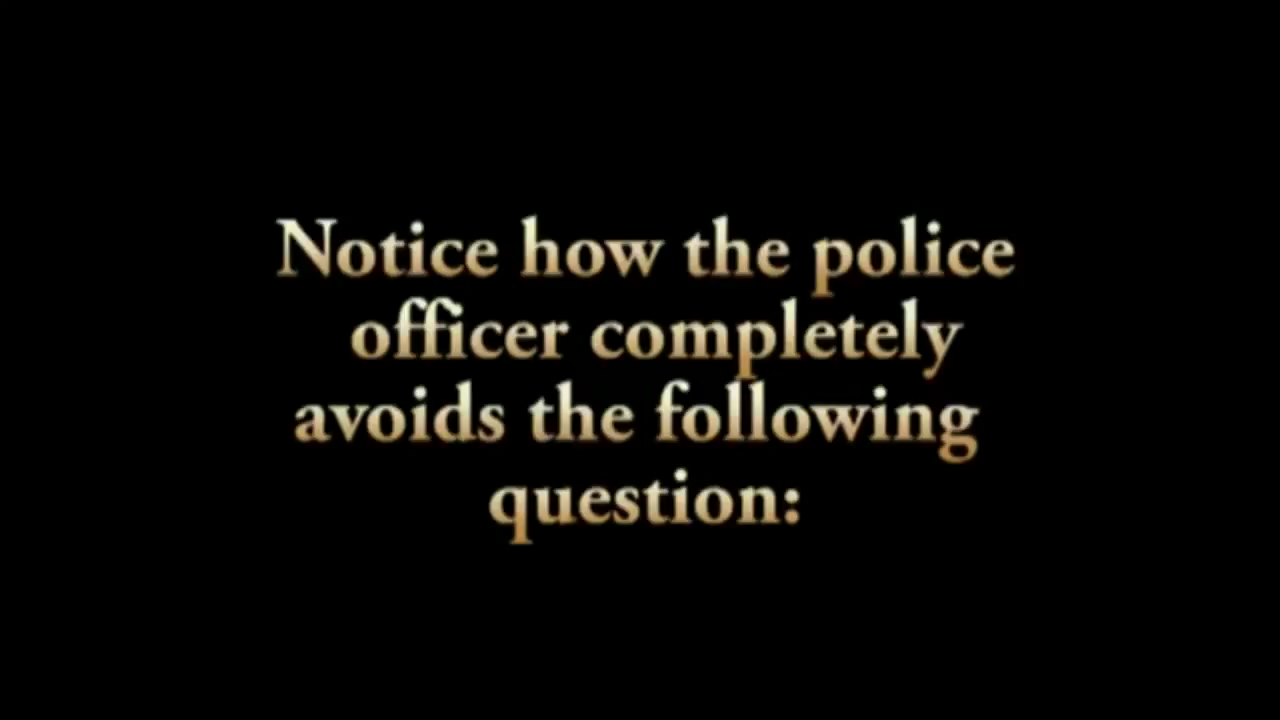 Notice how the police
officer completely
avoids the following
question: